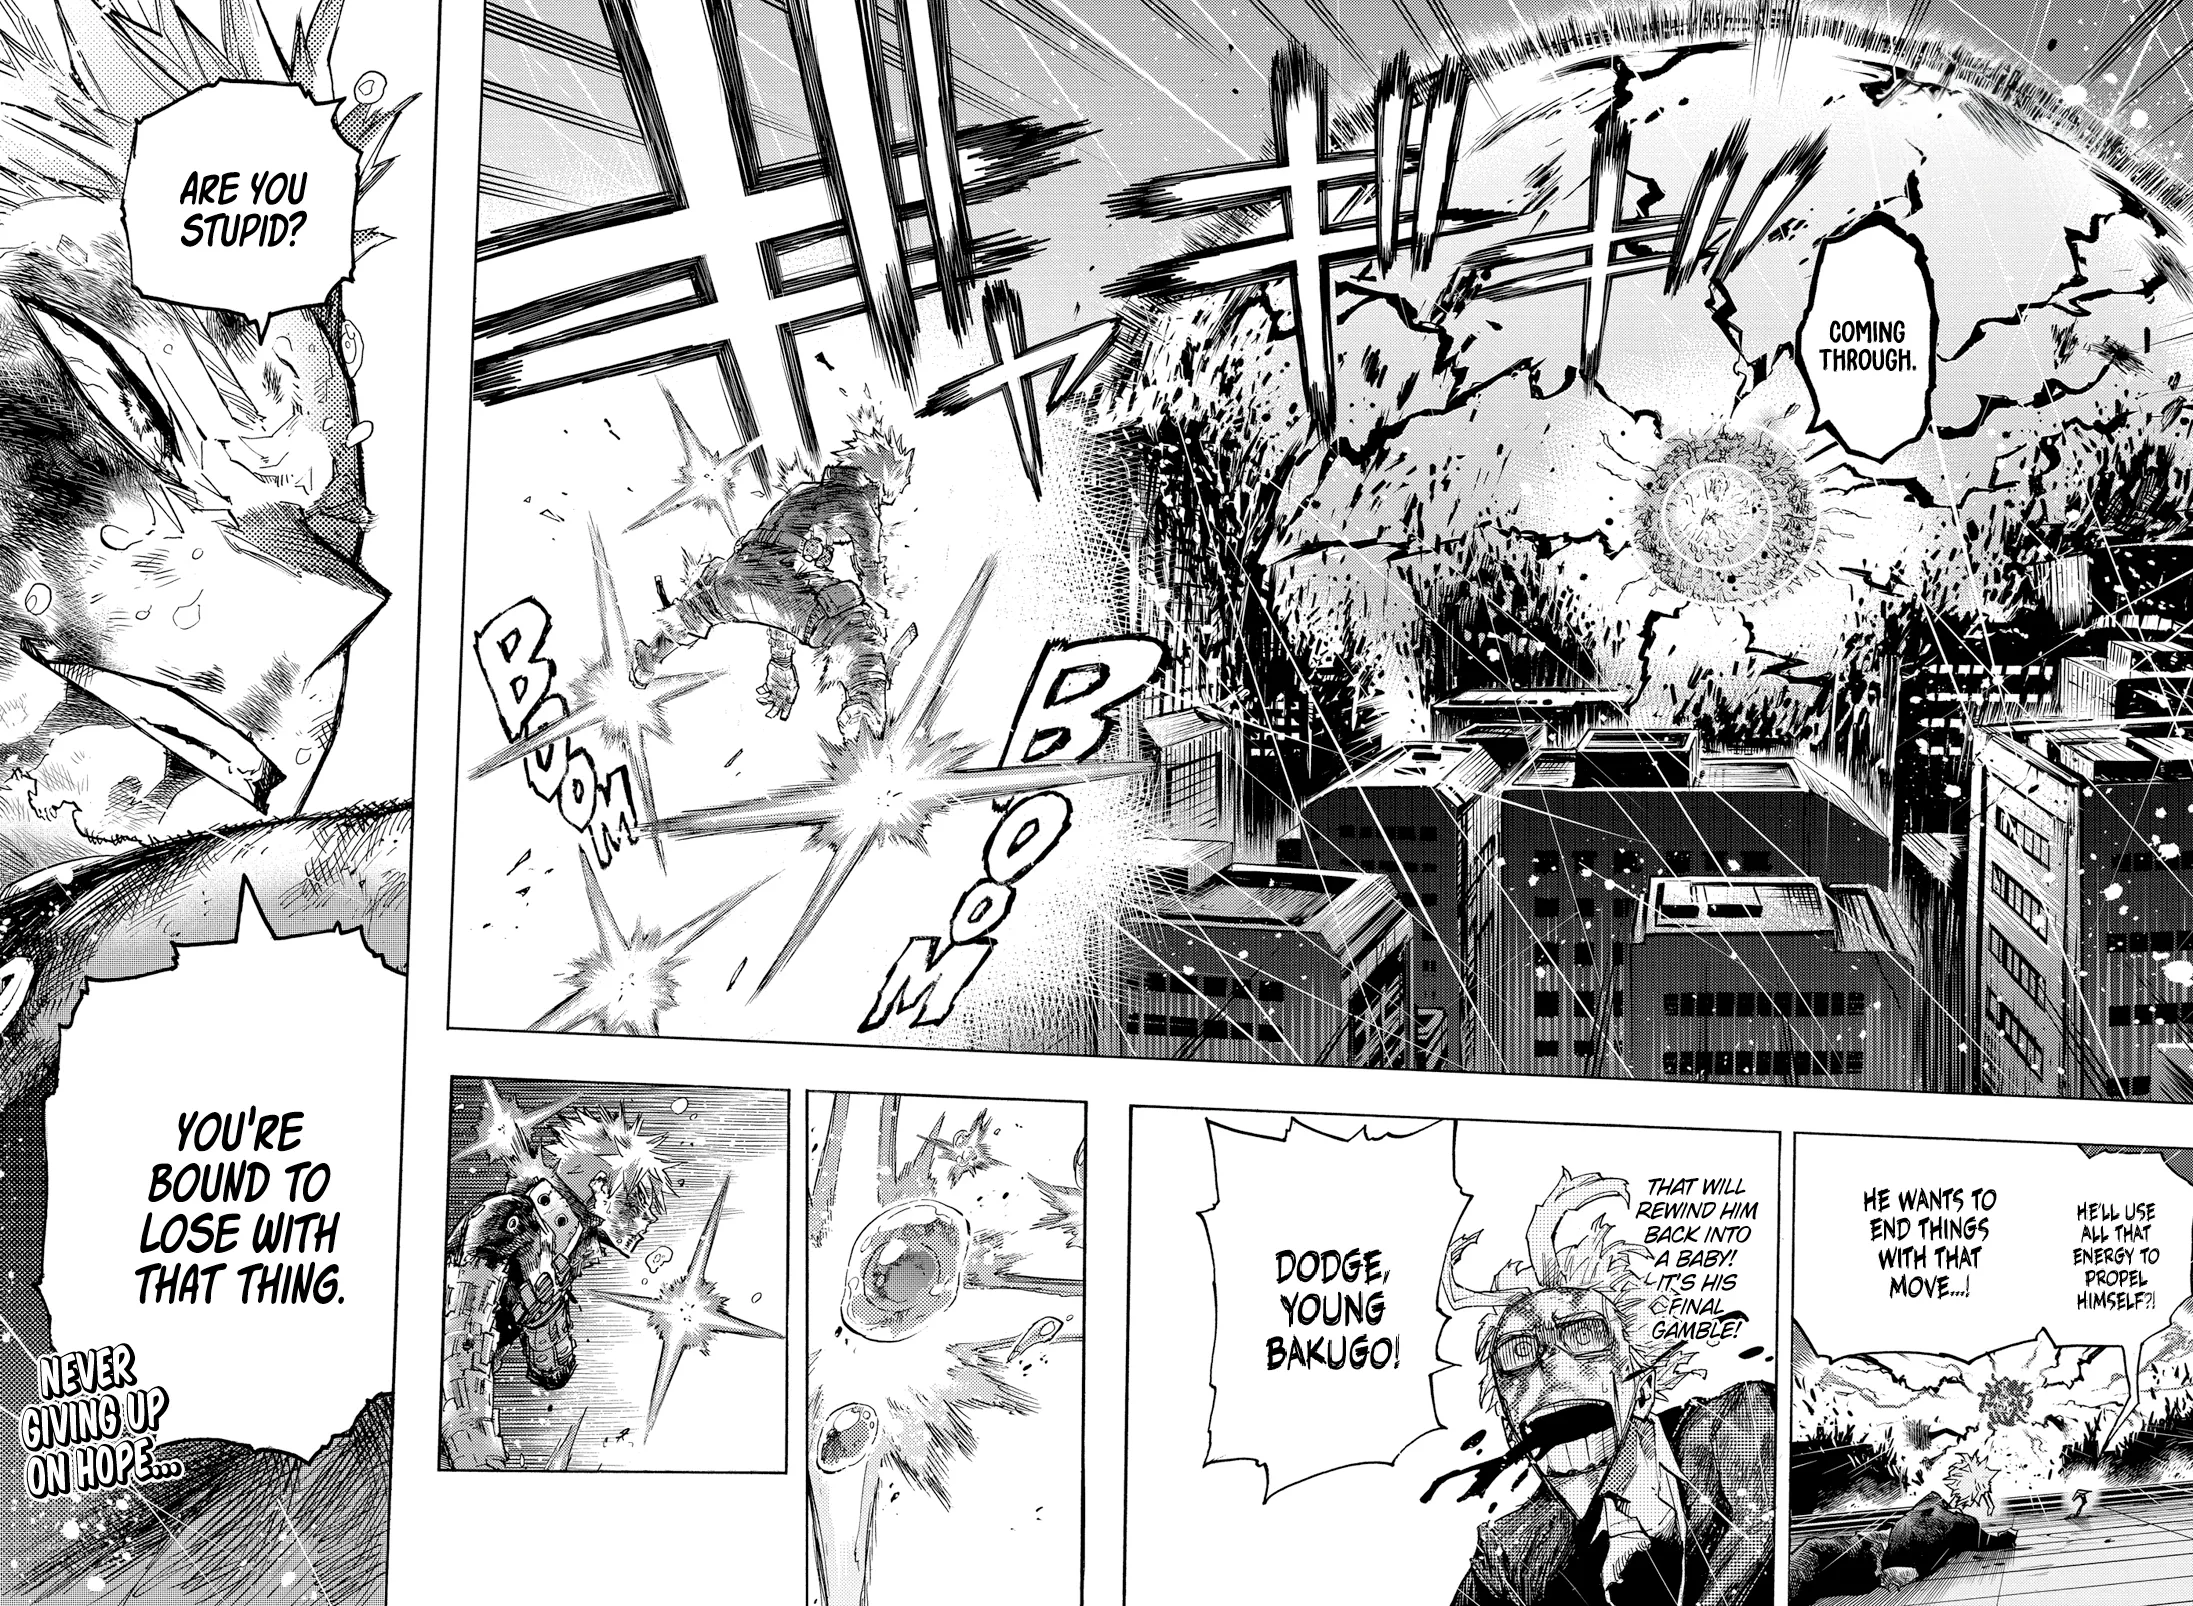 COMING
THROUGH.
BOOM
BOOM
HE'LL USE
ALL THAT
ENERGY TO
PROPEL
HIMSELF?!
HE WANTS TO
END THINGS
WITH THAT
MOVE...!
THAT WILL
REWIND HIM
BACK INTO
A BABY!
IT'S HIS
FINAL
GAMBLE!
DODGE,
YOUNG
BAKUGO!
ARE YOU
STUPID?
YOU'RE
BOUND TO
LOSE WITH
THAT THING.
NEVER
GIVING UP
ON HOPE...